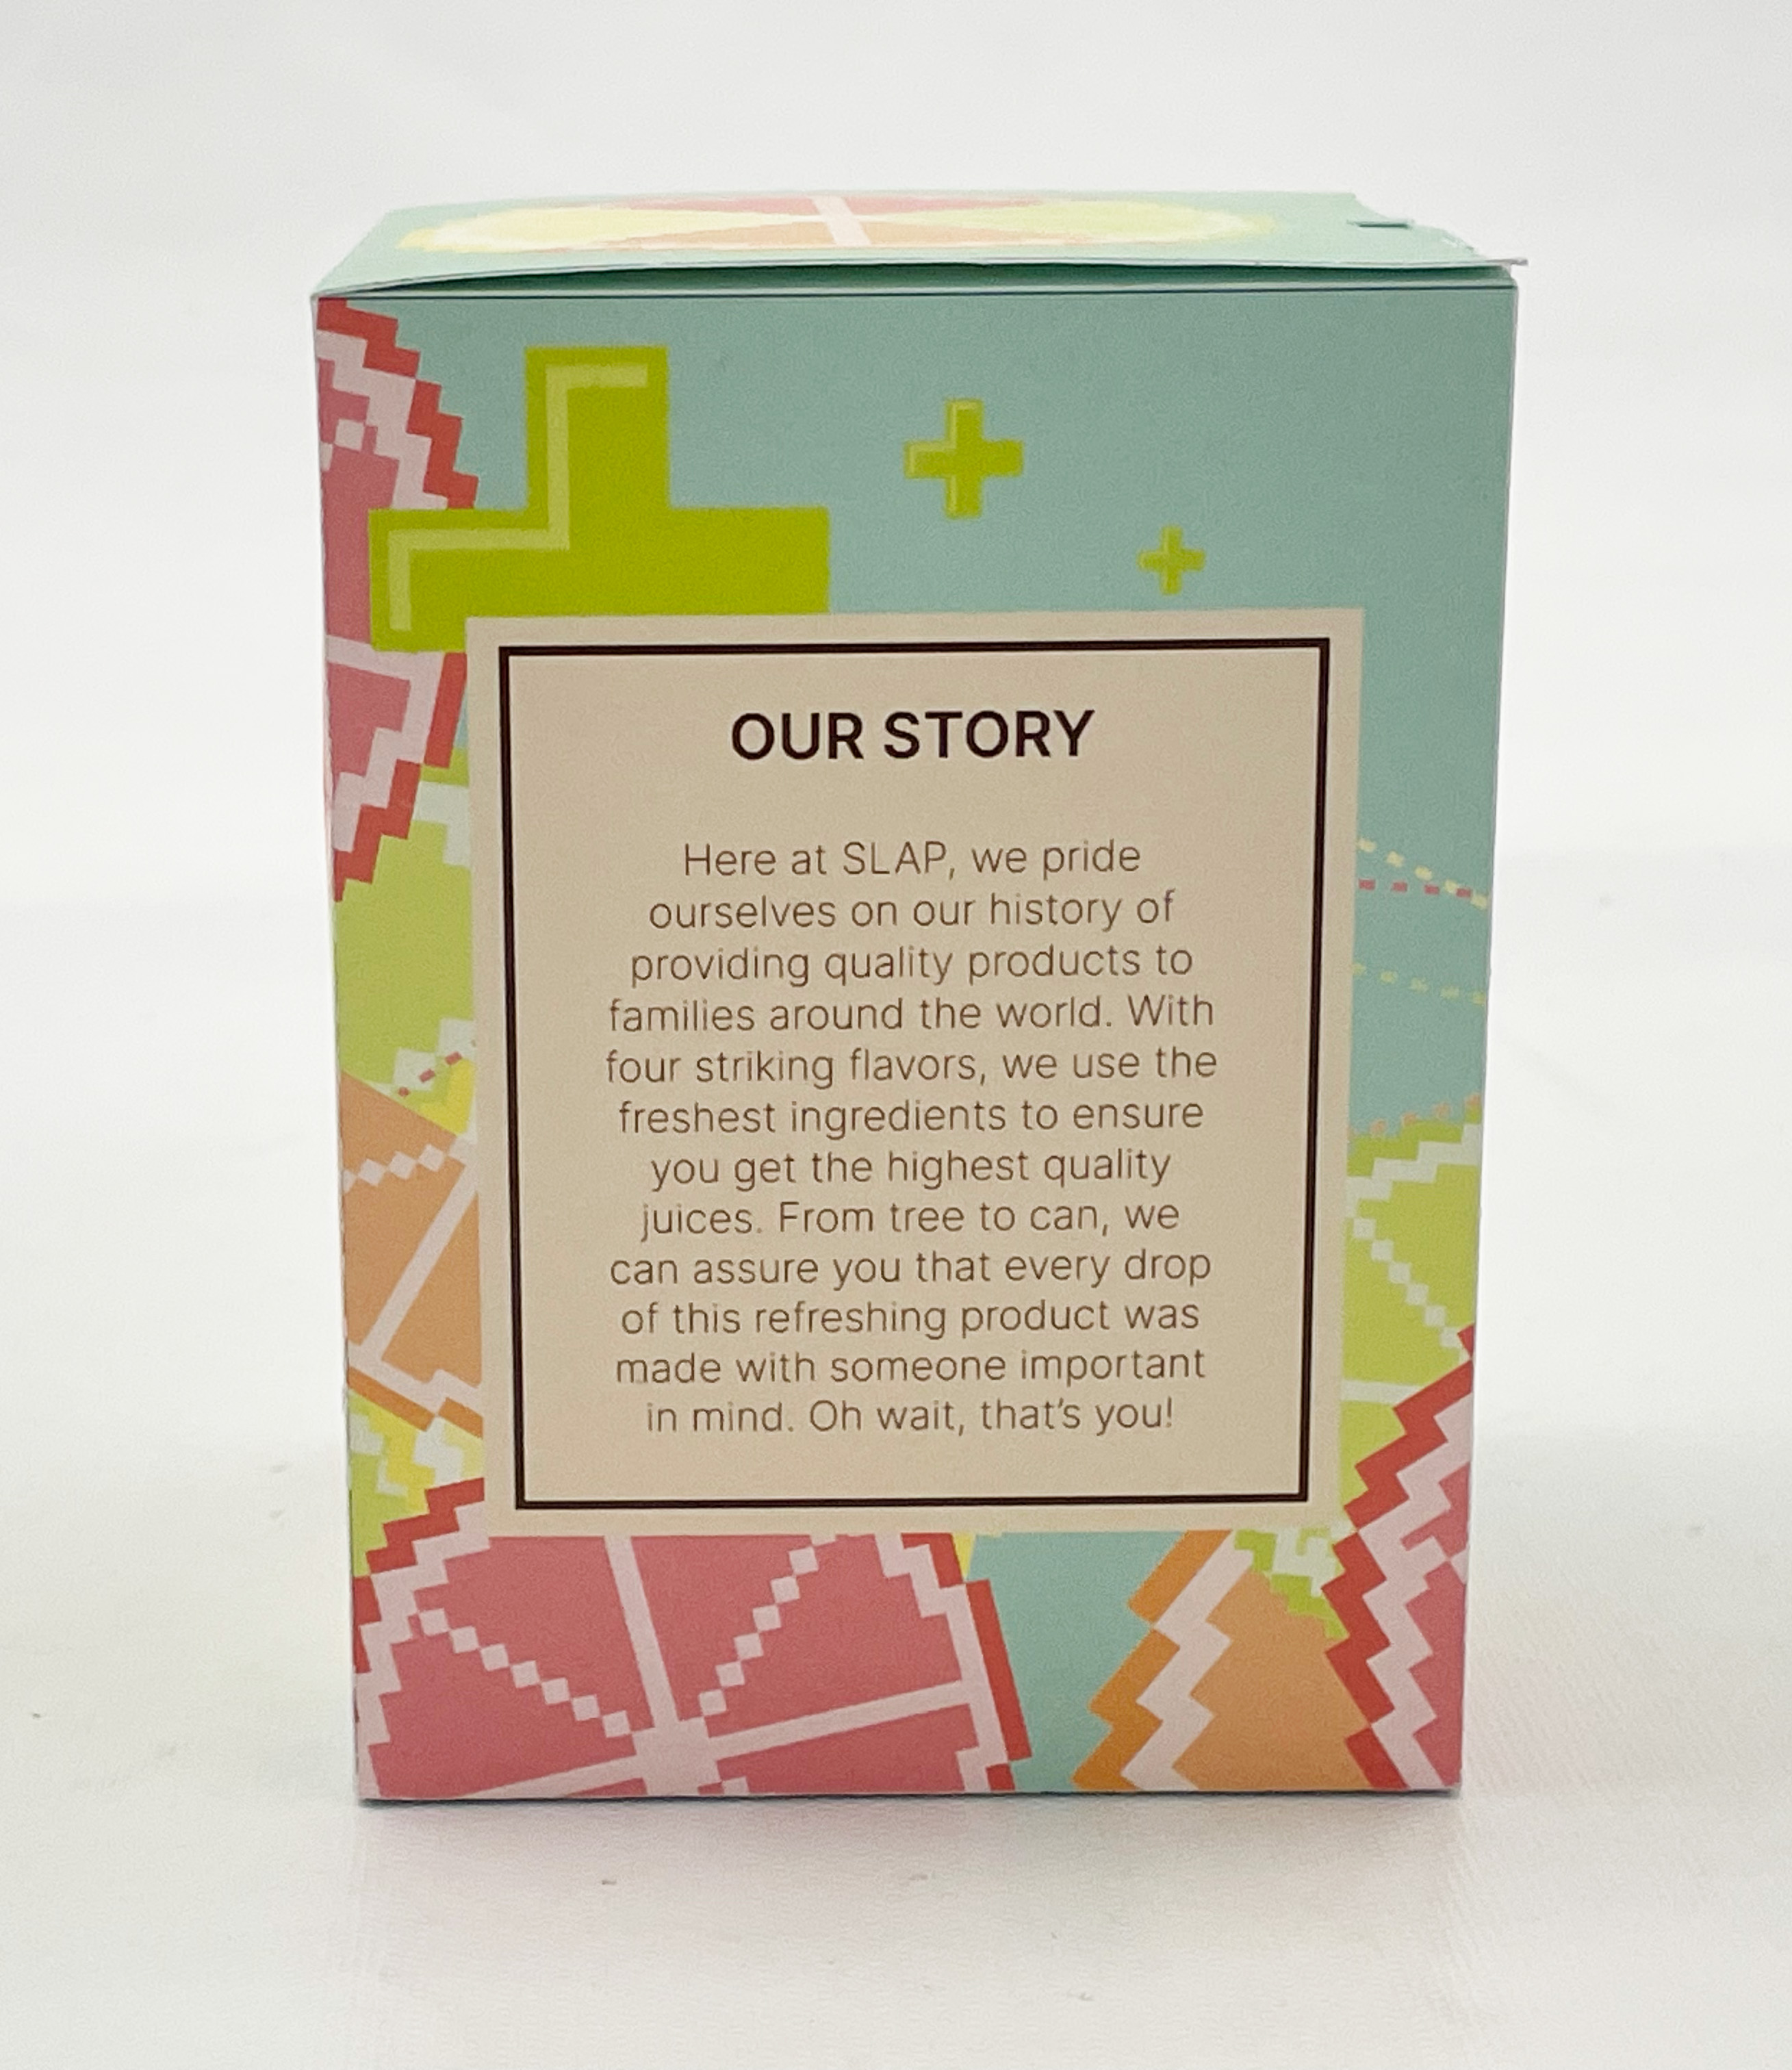 OUR STORY
Here at SLAP, we pride
ourselves on our history of
providing quality products to
families around the world. With
four striking flavors, we use the
freshest ingredients to ensure
you get the highest quality
juices. From tree to can, we
can assure you that every drop
of this refreshing product was
made with someone important
in mind. Oh wait, that's you!